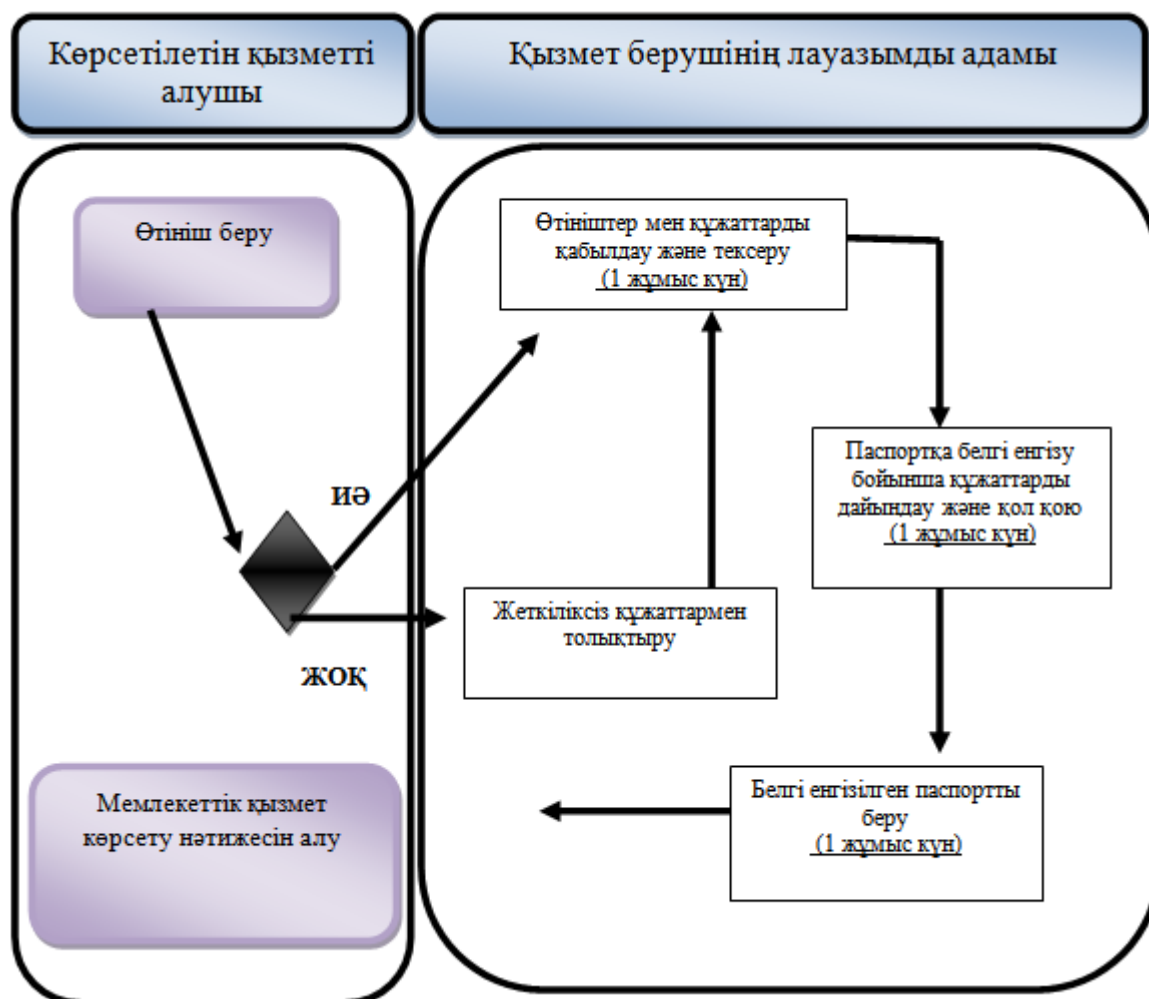 Көрсетілетін қызметті
алушы
Қызмет берушінің лауазымды адамы
Өтініш беру
Өтініштер мен құжаттарды
қабылдау және тексеру
(1 жұмыс күн)
Паспортқа белгі енгізу
бойынша құжаттарды
дайындау және қол қою
(1 жұмыс күн)
ИӘ
Жеткіліксіз құжаттармен
толықтыру
ЖОҚ
Мемлекеттік қызмет
көрсету нәтижесін алу
Белгі енгізілген паспортты
беру
(1 жұмыс күн)